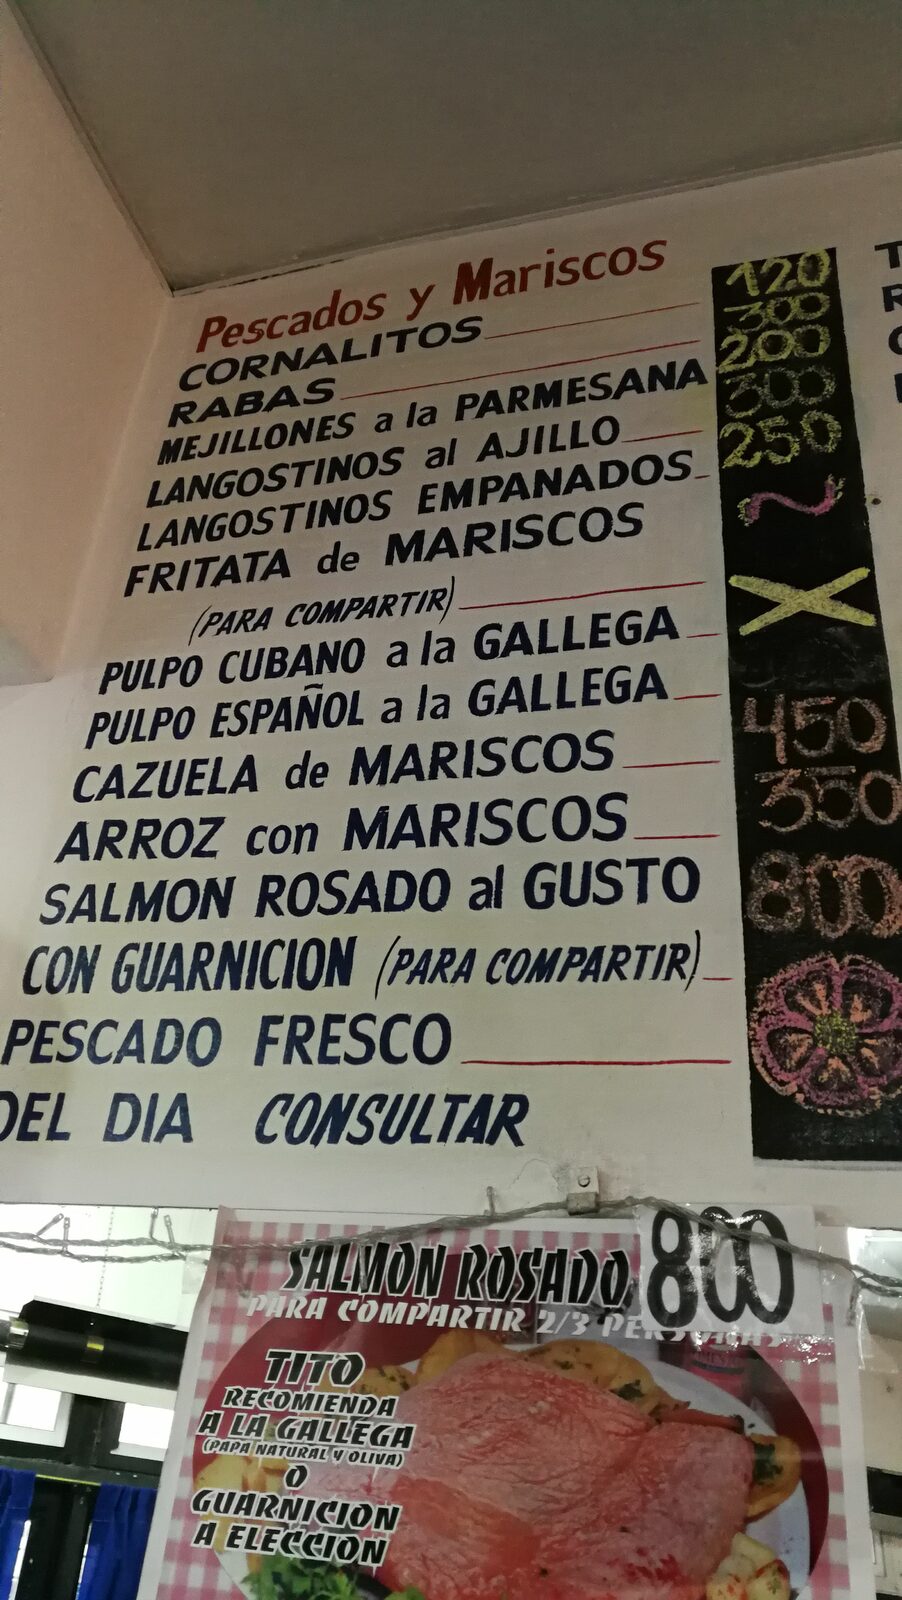 Pescados y Mariscos
CORNALITOS 120
RABAS 300
MEJILLONES a la PARMESANA 200
LANGOSTINOS al AJILLO 300
LANGOSTINOS EMPANADOS 250
FRITATA de MARISCOS
(PARA COMPARTIR) ~
PULPO CUBANO a la GALLEGA X
PULPO ESPAÑOL a la GALLEGA
CAZUELA de MARISCOS 450
ARROZ con MARISCOS 350
SALMON ROSADO al GUSTO
CON GUARNICION (PARA COMPARTIR) 800
PESCADO FRESCO
DEL DIA CONSULTAR
SALMON ROSADO 800
PARA COMPARTIR 2/3 PERSONAS
TITO
RECOMIENDA
A LA GALLEGA
(PAPA NATURAL Y OLIVA)
O
GUARNICION
A ELECCION